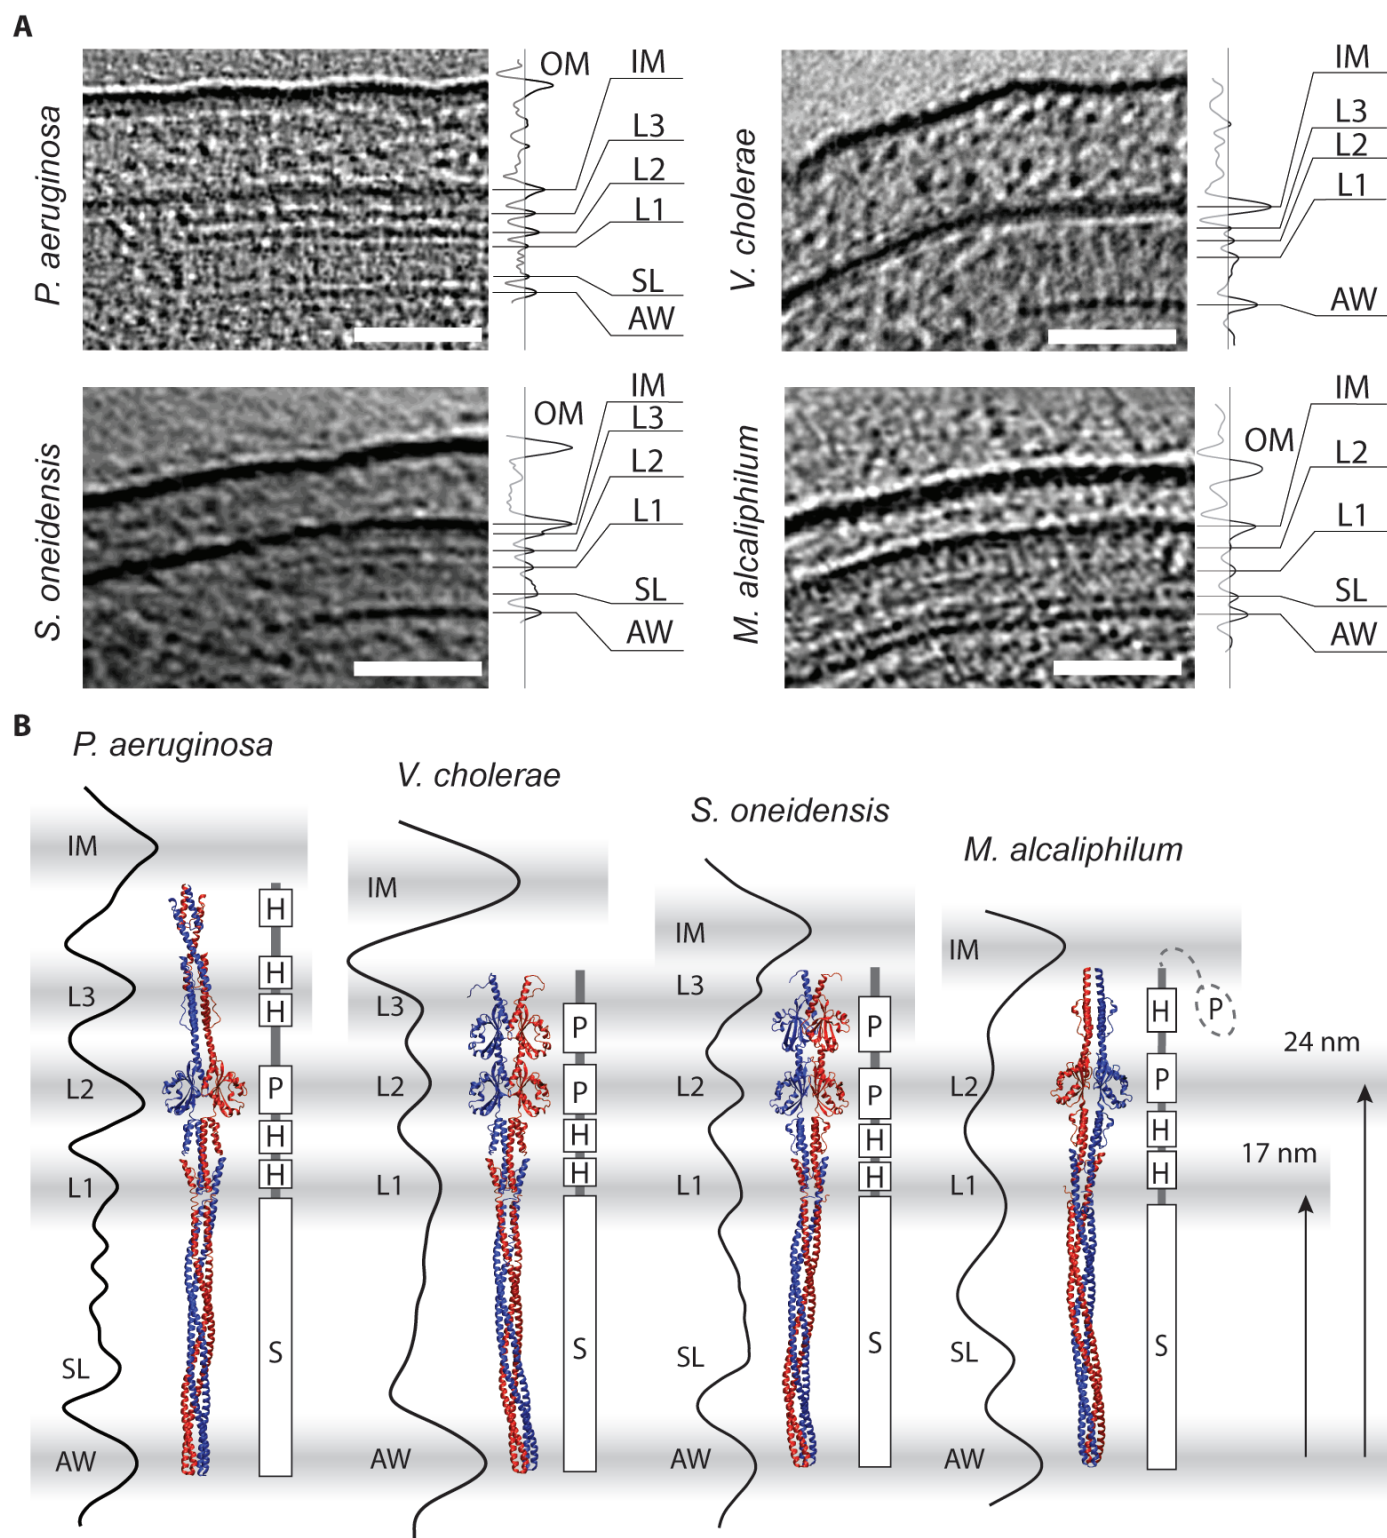 A
P. aeruginosa
OM
IM
L3
L2
L1
SL
AW
V. cholerae
IM
L3
L2
L1
AW
S. oneidensis
OM
IM
L3
L2
L1
SL
AW
M. alcaliphilum
OM
IM
L2
L1
SL
AW
B
P. aeruginosa
IM
L3
L2
L1
SL
AW
H
H
H
P
H
H
S
V. cholerae
IM
L3
L2
L1
AW
P
P
H
H
S
S. oneidensis
IM
L3
L2
L1
SL
AW
P
P
H
H
S
M. alcaliphilum
IM
L2
L1
SL
AW
H
P
P
H
H
S
24 nm
17 nm